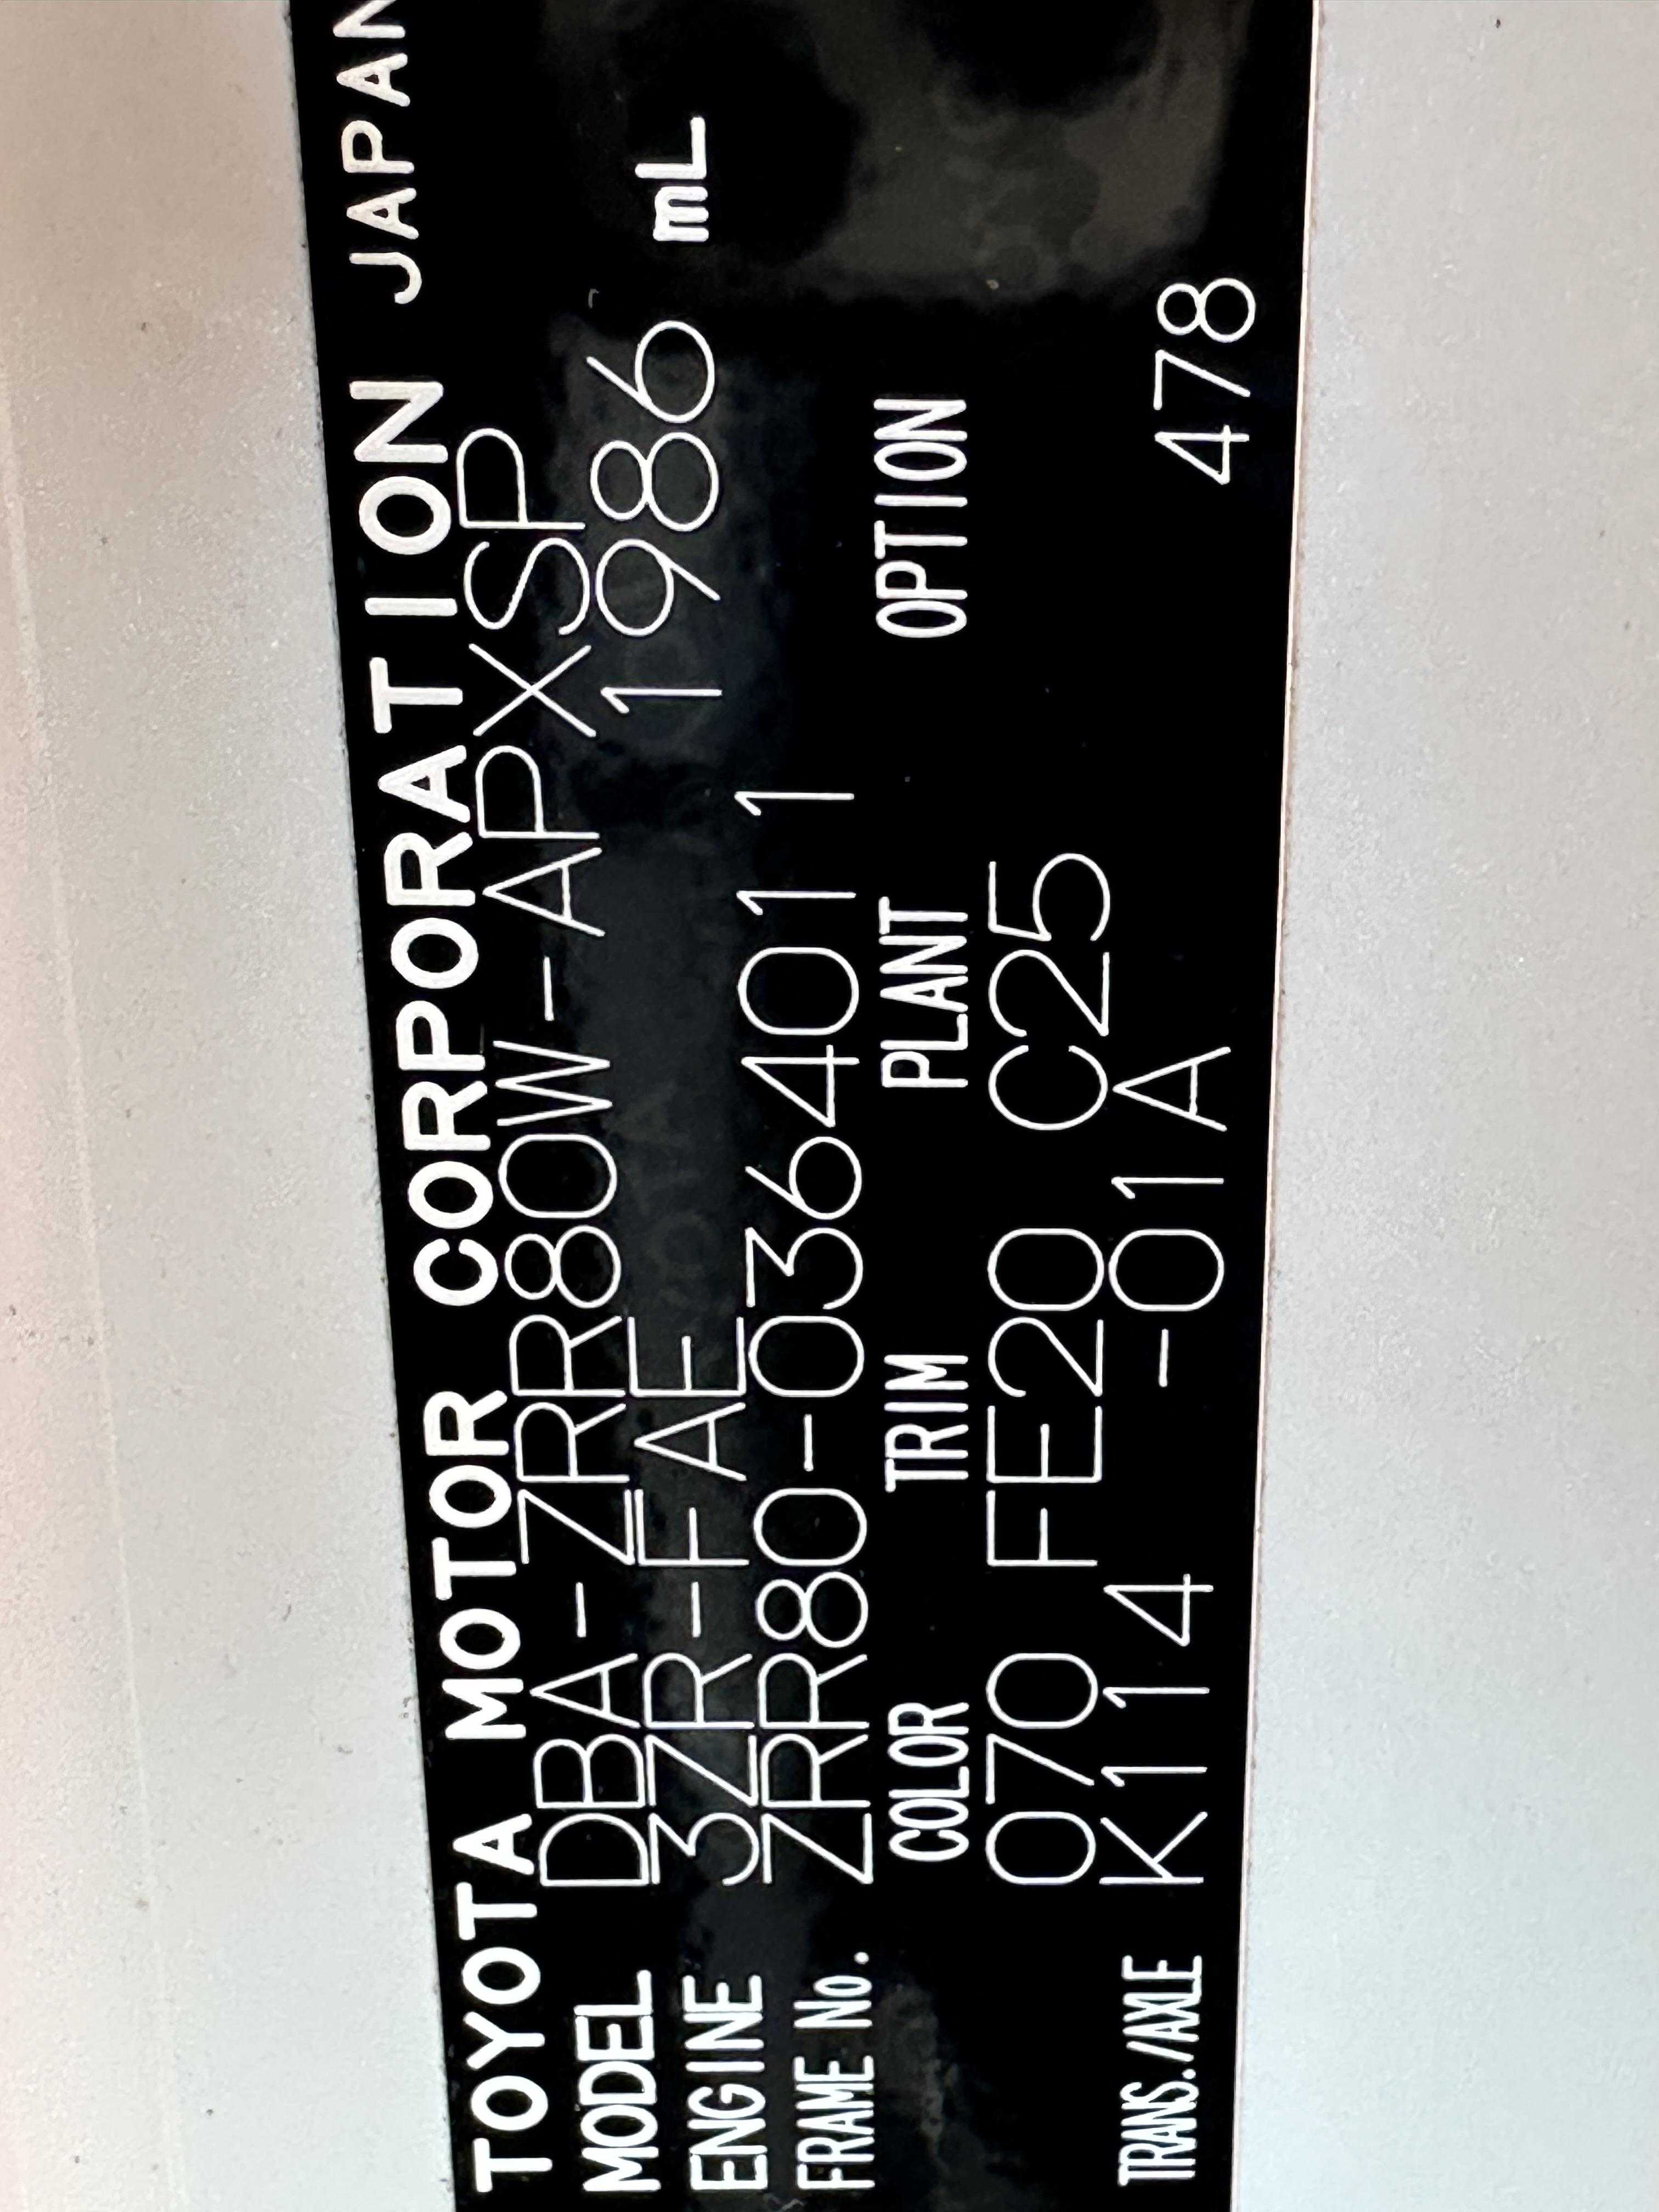 TOYOTA MOTOR CORPORATION JAPAN
MODEL DBA-ZRR80W-APXSP
ENGINE 3ZR-FAE 1986 mL
FRAME No. ZRR80-0364011
COLOR TRIM PLANT OPTION
070 FE20 C25
TRANS./AXLE K114 -01A 478